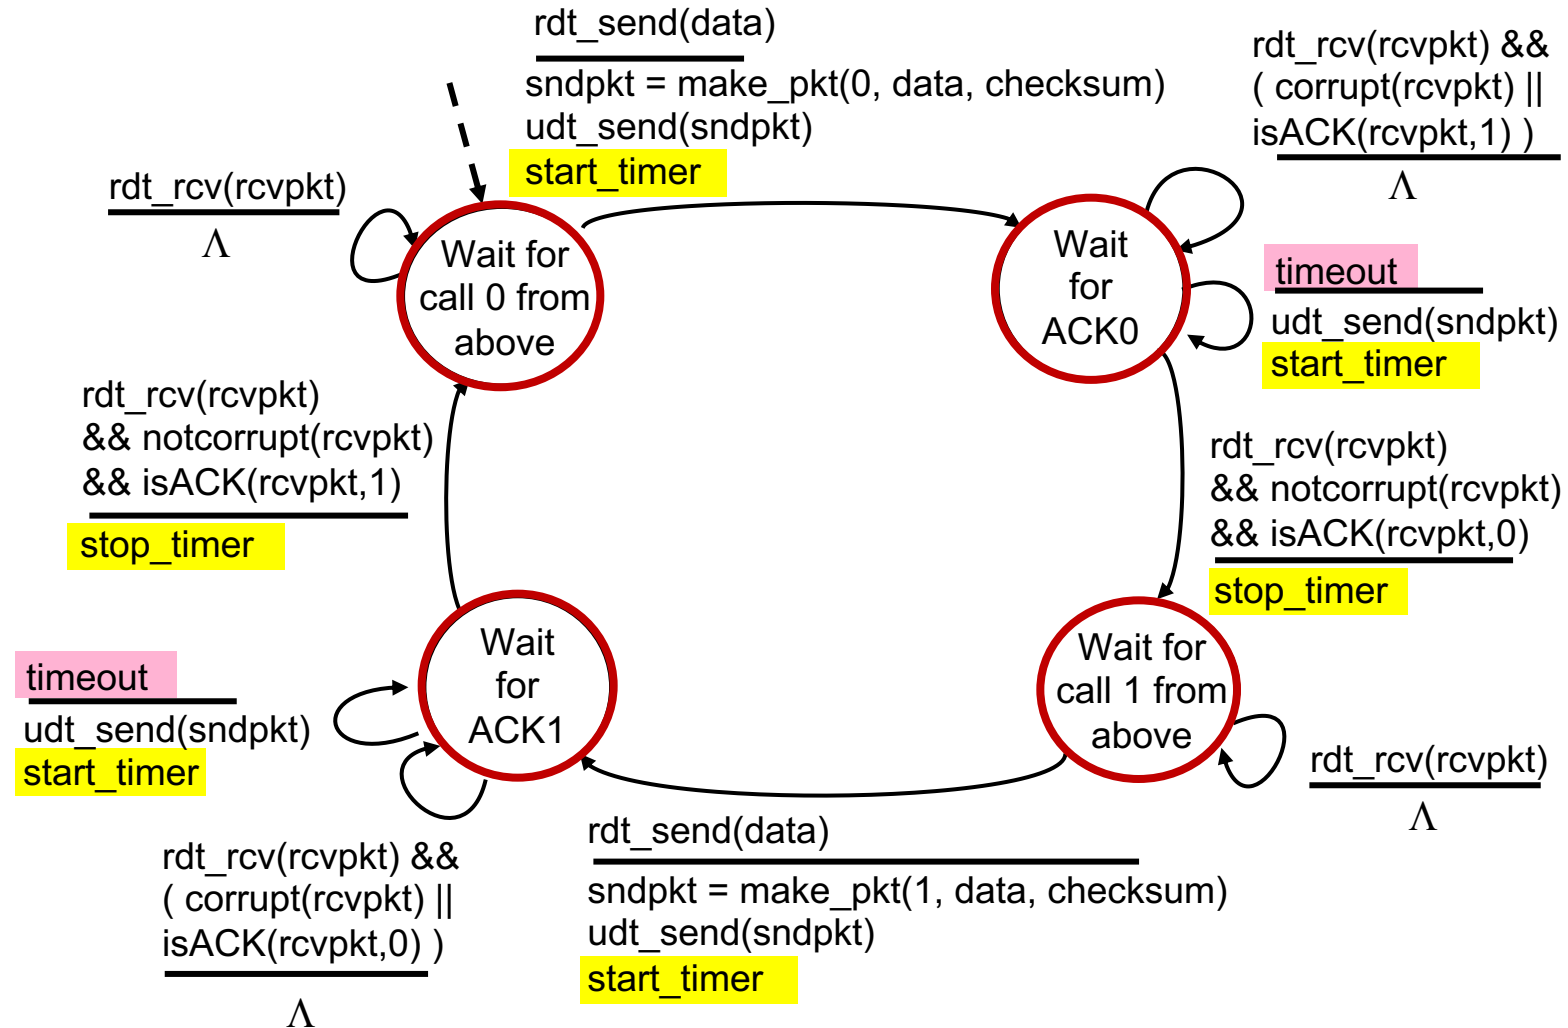 rdt_send(data)
sndpkt = make_pkt(0, data, checksum)
udt_send(sndpkt)
start_timer
rdt_rcv(rcvpkt) &&
( corrupt(rcvpkt) ||
isACK(rcvpkt,1) )
Λ
rdt_rcv(rcvpkt)
Λ
Wait for
call 0 from
above
Wait
for
ACK0
timeout
udt_send(sndpkt)
start_timer
rdt_rcv(rcvpkt)
&& notcorrupt(rcvpkt)
&& isACK(rcvpkt,1)
stop_timer
rdt_rcv(rcvpkt)
&& notcorrupt(rcvpkt)
&& isACK(rcvpkt,0)
stop_timer
Wait
for
ACK1
Wait for
call 1 from
above
timeout
udt_send(sndpkt)
start_timer
rdt_rcv(rcvpkt)
Λ
rdt_rcv(rcvpkt) &&
( corrupt(rcvpkt) ||
isACK(rcvpkt,0) )
Λ
rdt_send(data)
sndpkt = make_pkt(1, data, checksum)
udt_send(sndpkt)
start_timer